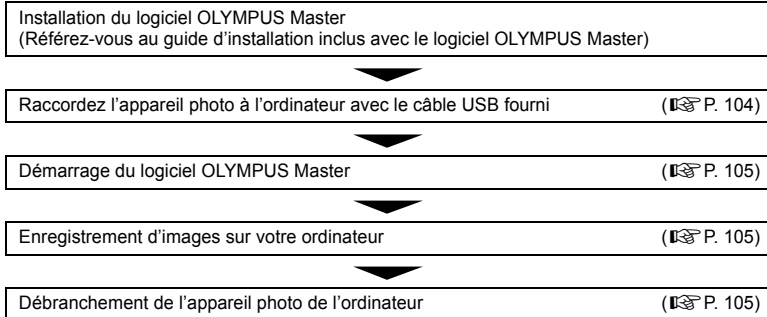 Installation du logiciel OLYMPUS Master
(Référez-vous au guide d'installation inclus avec le logiciel OLYMPUS Master)
Raccordez l'appareil photo à l'ordinateur avec le câble USB fourni (☞ P. 104)
Démarrage du logiciel OLYMPUS Master (☞ P. 105)
Enregistrement d'images sur votre ordinateur (☞ P. 105)
Débranchement de l'appareil photo de l'ordinateur (☞ P. 105)